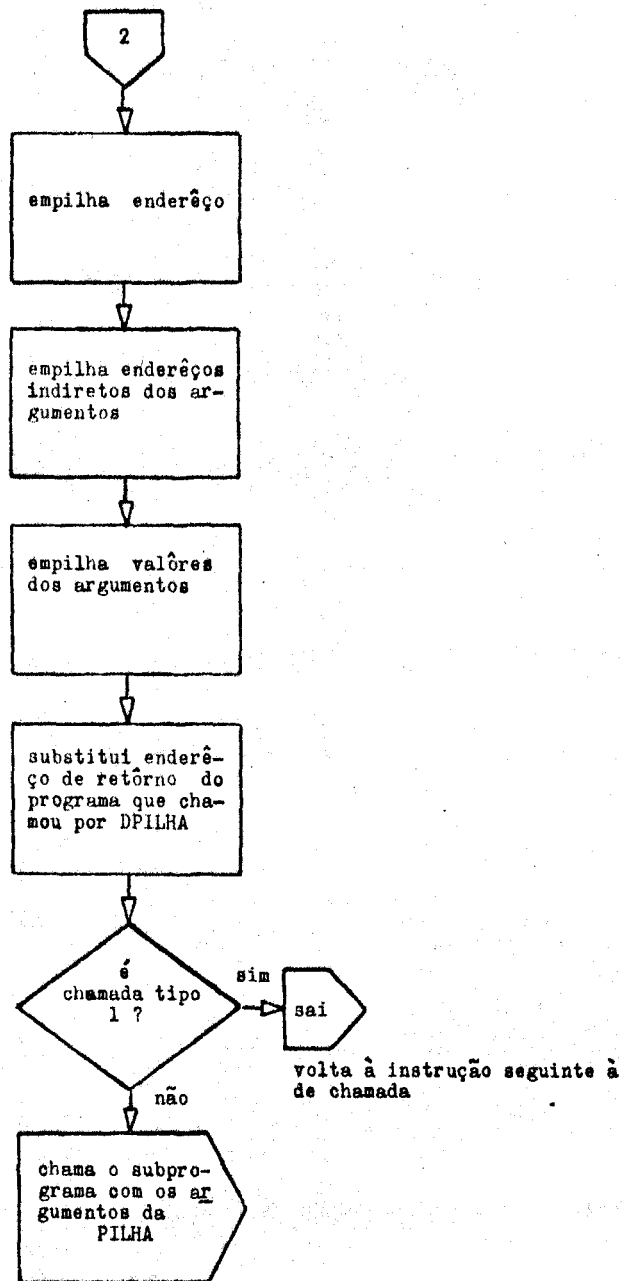 2
empilha enderêço
empilha enderêços
indiretos dos ar-
gumentos
empilha valôres
dos argumentos
substitui enderê-
ço de retôrno do
programa que cha-
mou por DPILHA
é
chamada tipo
1 ?
sim
sai
volta à instrução seguinte à
de chamada
não
chama o subpro-
grama com os ar
gumentos da
PILHA